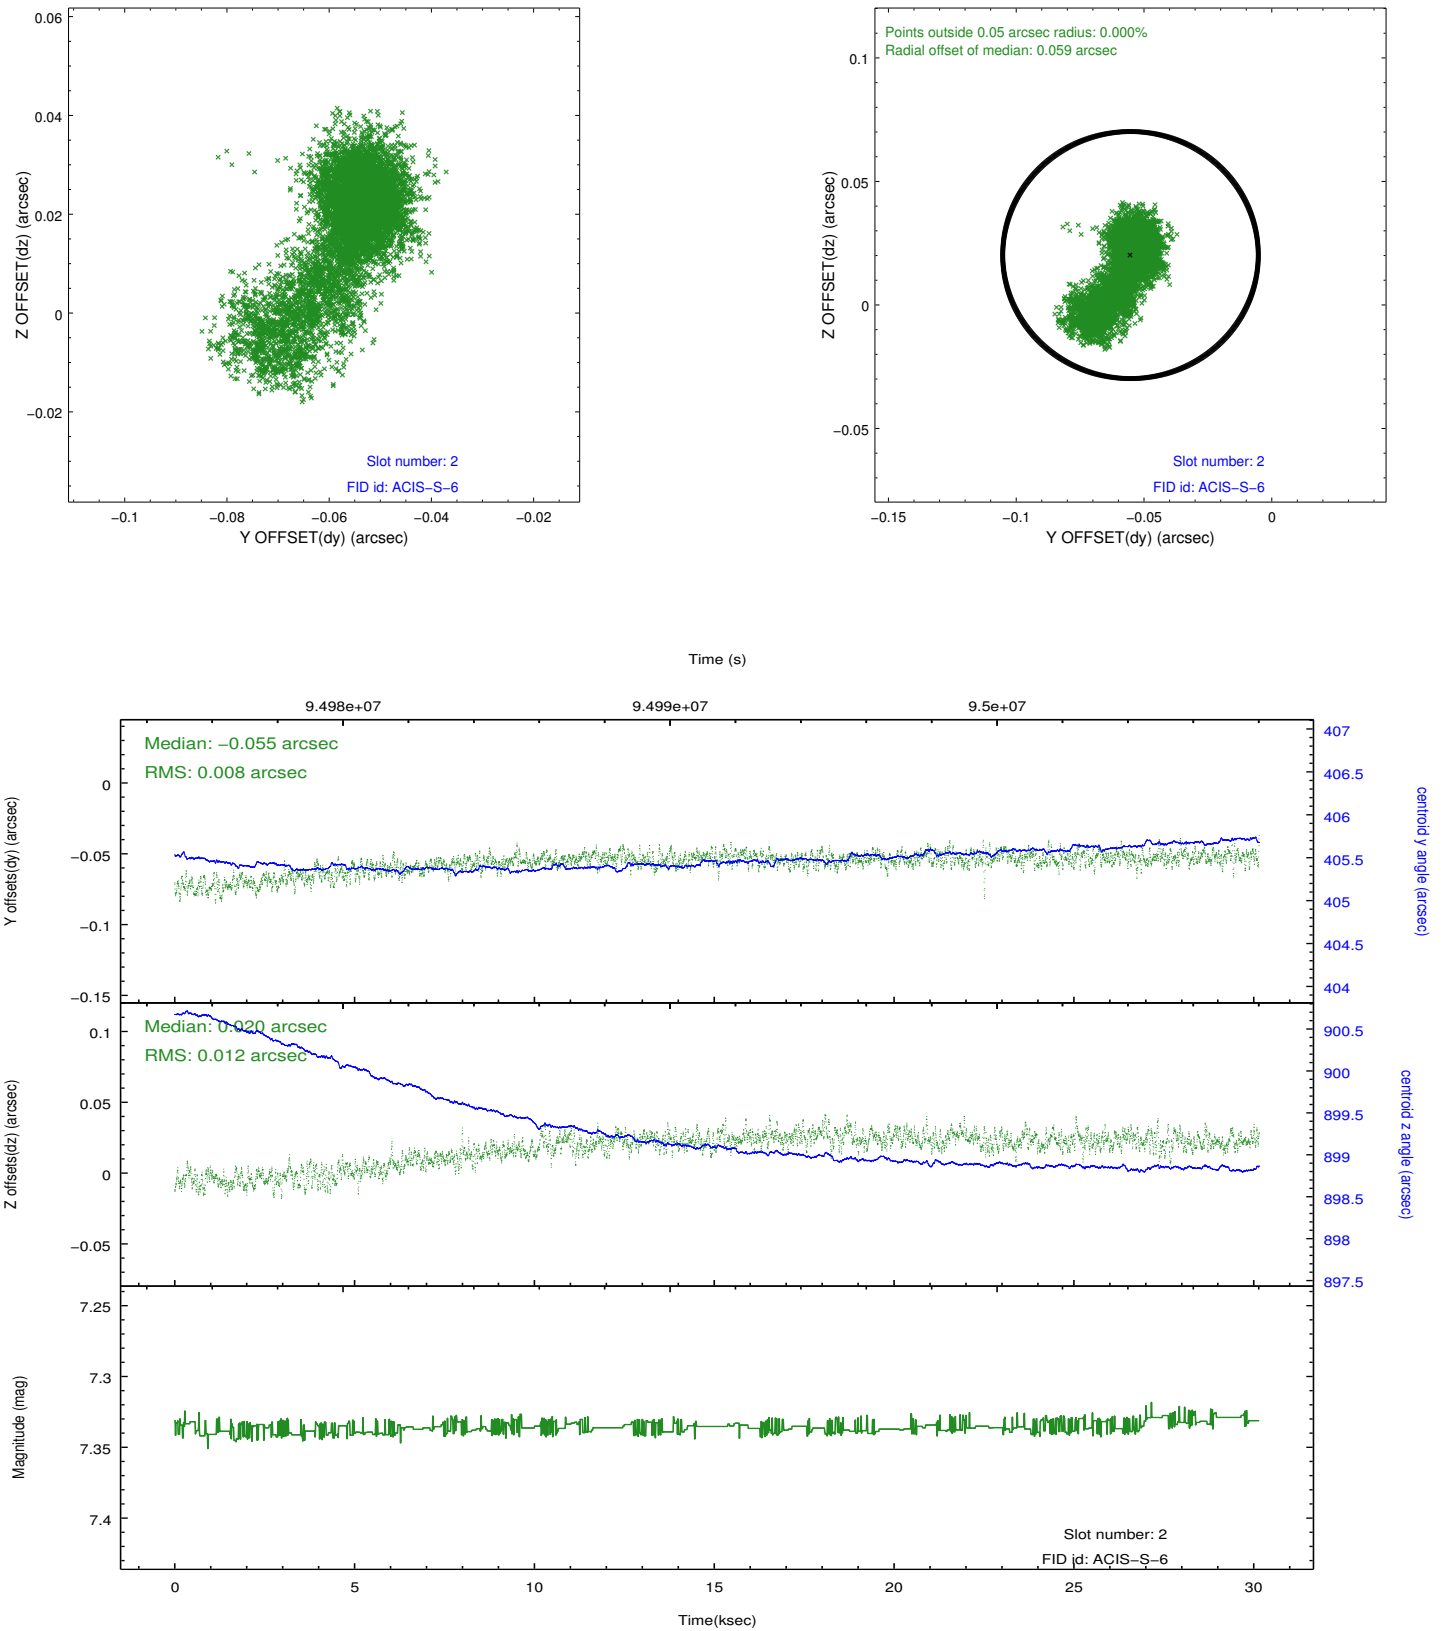 0.06
0.04
0.02
0
−0.02
Z OFFSET(dz) (arcsec)
Slot number: 2
FID id: ACIS−S−6
−0.1
−0.08
−0.06
−0.04
−0.02
Y OFFSET(dy) (arcsec)
Points outside 0.05 arcsec radius: 0.000%
Radial offset of median: 0.059 arcsec
0.1
0.05
0
−0.05
Z OFFSET(dz) (arcsec)
Slot number: 2
FID id: ACIS−S−6
−0.15
−0.1
−0.05
0
Y OFFSET(dy) (arcsec)
Time (s)
9.498e+07
9.499e+07
9.5e+07
Median: −0.055 arcsec
RMS: 0.008 arcsec
0
−0.05
−0.1
−0.15
Y offsets(dy) (arcsec)
407
406.5
406
405.5
405
404.5
404
centroid y angle (arcsec)
Median: 0.020 arcsec
RMS: 0.012 arcsec
0.1
0.05
0
−0.05
Z offsets(dz) (arcsec)
900.5
900
899.5
899
898.5
898
897.5
centroid z angle (arcsec)
7.25
7.3
7.35
7.4
Magnitude (mag)
Slot number: 2
FID id: ACIS−S−6
0
5
10
15
20
25
30
Time(ksec)